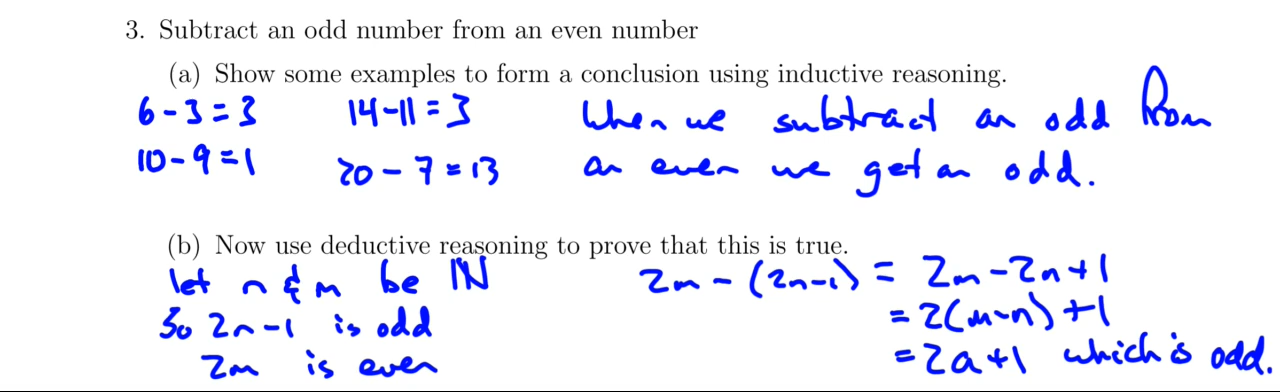 3. Subtract an odd number from an even number
(a) Show some examples to form a conclusion using inductive reasoning.
6-3=3 14-11=3 When we subtract an odd from
10-9=1 20-7=13 an even we get an odd.
(b) Now use deductive reasoning to prove that this is true.
let n & m be ℕ 2m-(2n-1) = 2m-2n+1
So 2n-1 is odd =2(m-n)+1
2m is even =2a+1 which is odd.